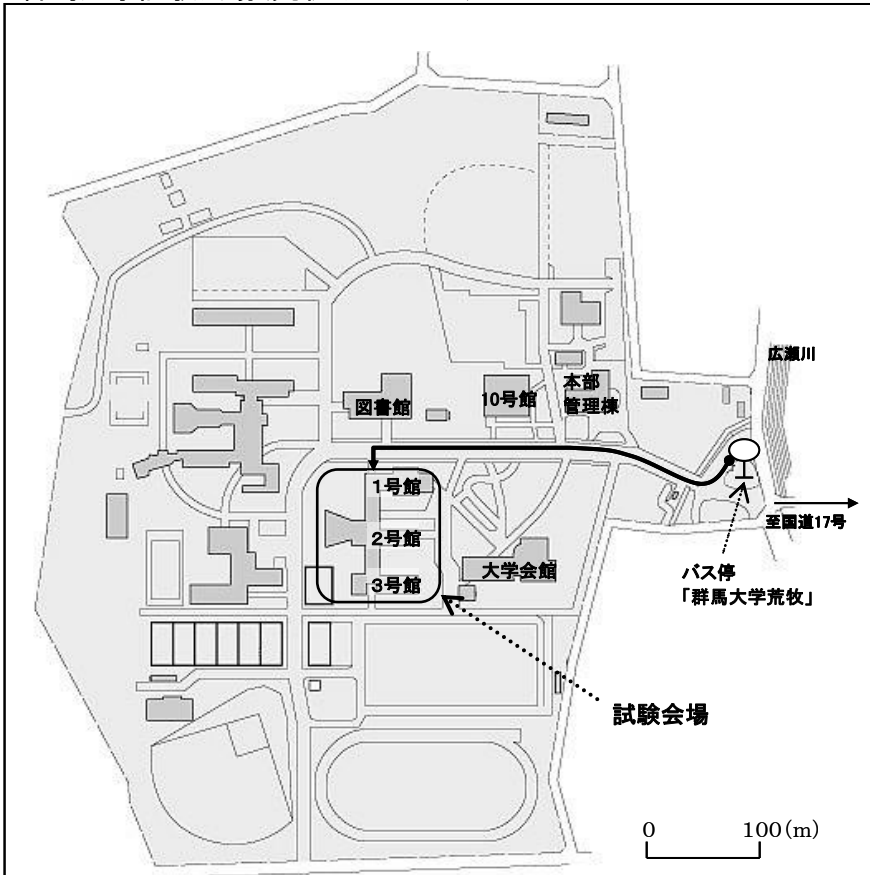 広瀬川
本部
管理棟
10号館
図書館
1号館
2号館
3号館
大学会館
至国道17号
バス停
「群馬大学荒牧」
試験会場
0 100(m)